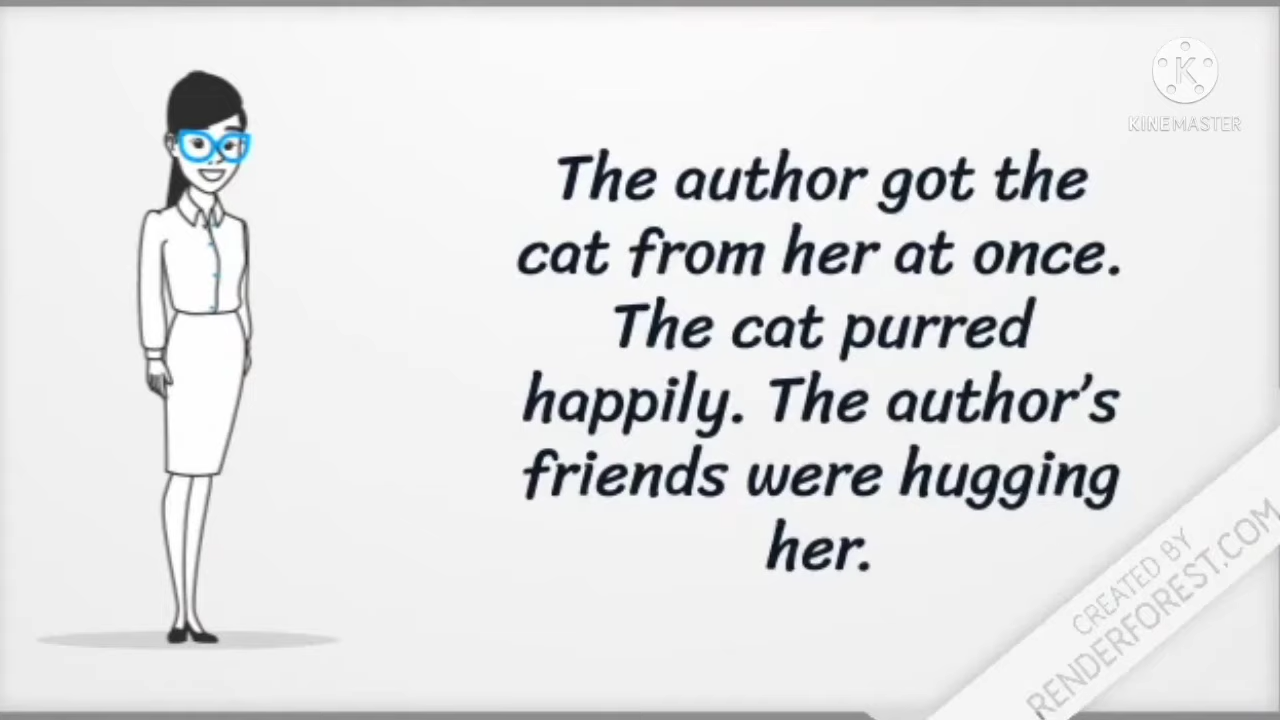 K
KINEMASTER
The author got the
cat from her at once.
The cat purred
happily. The author's
friends were hugging
her.
CREATED BY
RENDERFOREST.COM